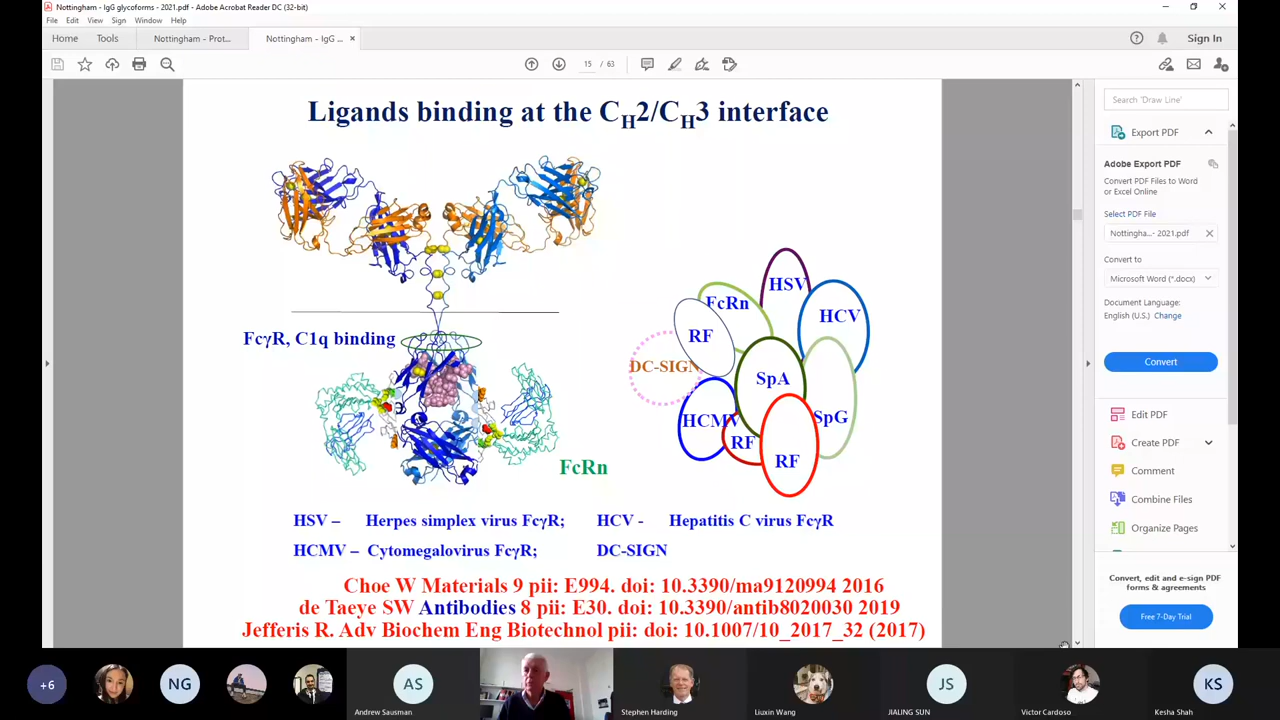 Nottingham - IgG glycoforms - 2021.pdf - Adobe Acrobat Reader DC (32-bit)
File Edit View Sign Window Help
Home Tools Nottingham - Prot... Nottingham - IgG ... × Sign In
15 / 63
Ligands binding at the CH2/CH3 interface
FcγR, C1q binding
FcRn
HSV
FcRn
HCV
RF
DC-SIGN
SpA
HCMV
SpG
RF
RF
HSV – Herpes simplex virus FcγR; HCV - Hepatitis C virus FcγR
HCMV – Cytomegalovirus FcγR; DC-SIGN
Choe W Materials 9 pii: E994. doi: 10.3390/ma9120994 2016
de Taeye SW Antibodies 8 pii: E30. doi: 10.3390/antib8020030 2019
Jefferis R. Adv Biochem Eng Biotechnol pii: doi: 10.1007/10_2017_32 (2017)
Search 'Draw Line'
Export PDF
Adobe Export PDF
Convert PDF Files to Word
or Excel Online
Select PDF File
Nottingha...- 2021.pdf
Convert to
Microsoft Word (*.docx)
Document Language:
English (U.S.) Change
Convert
Edit PDF
Create PDF
Comment
Combine Files
Organize Pages
Convert, edit and e-sign PDF
forms & agreements
Free 7-Day Trial
+6
NG
AS
Andrew Sausman
Stephen Harding
Liuxin Wang
JS
JIALING SUN
Victor Cardoso
KS
Kesha Shah